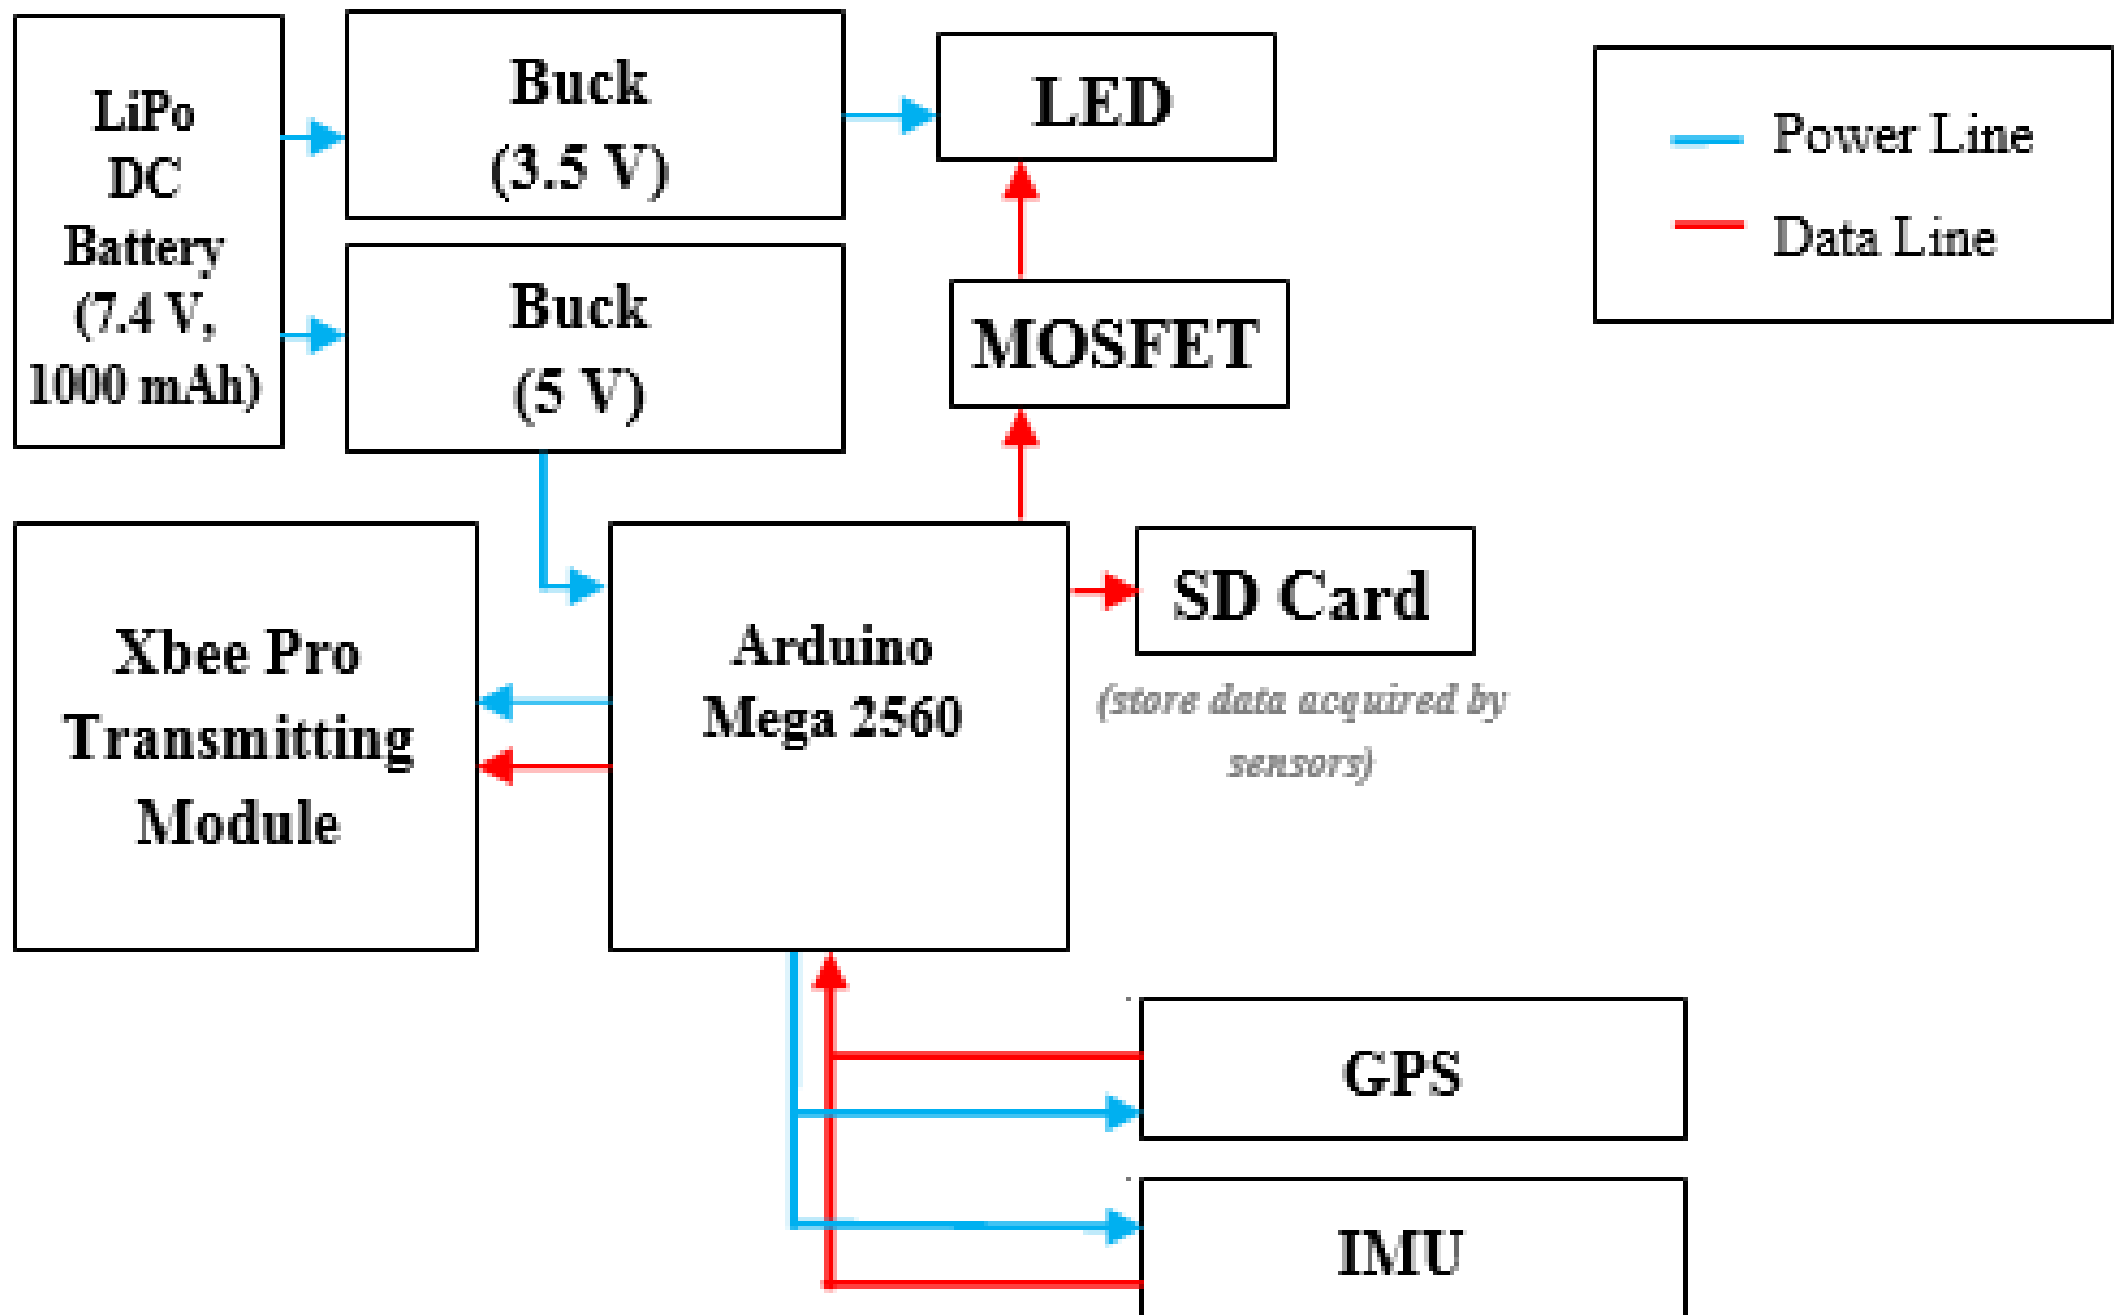 LiPo
DC
Battery
(7.4 V,
1000 mAh)
Buck
(3.5 V)
LED
Power Line
Data Line
Buck
(5 V)
MOSFET
Xbee Pro
Transmitting
Module
Arduino
Mega 2560
SD Card
(store data acquired by
sensors)
GPS
IMU